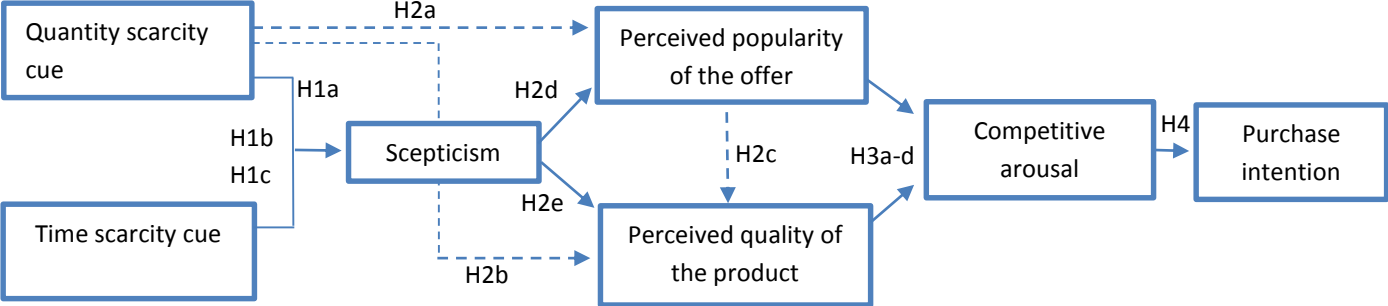 Quantity scarcity
cue
H2a
Perceived popularity
of the offer
H1a
H2d
H1b
H1c
Scepticism
H2c
H3a-d
Competitive
arousal
H4
Purchase
intention
H2e
Time scarcity cue
H2b
Perceived quality of
the product